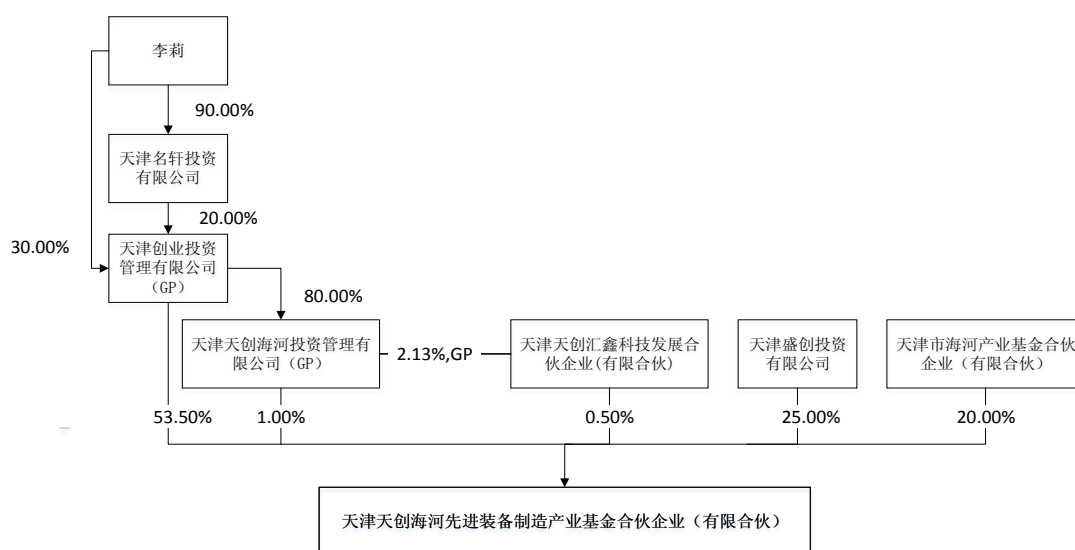 李莉
90.00%
天津名轩投资
有限公司
20.00%
30.00%
天津创业投资
管理有限公司
（GP）
80.00%
天津天创海河投资管理有
限公司（GP）
2.13%,GP
天津天创汇鑫科技发展合
伙企业(有限合伙)
天津盛创投资
有限公司
天津市海河产业基金合伙
企业（有限合伙）
53.50%
1.00%
0.50%
25.00%
20.00%
天津天创海河先进装备制造产业基金合伙企业（有限合伙）